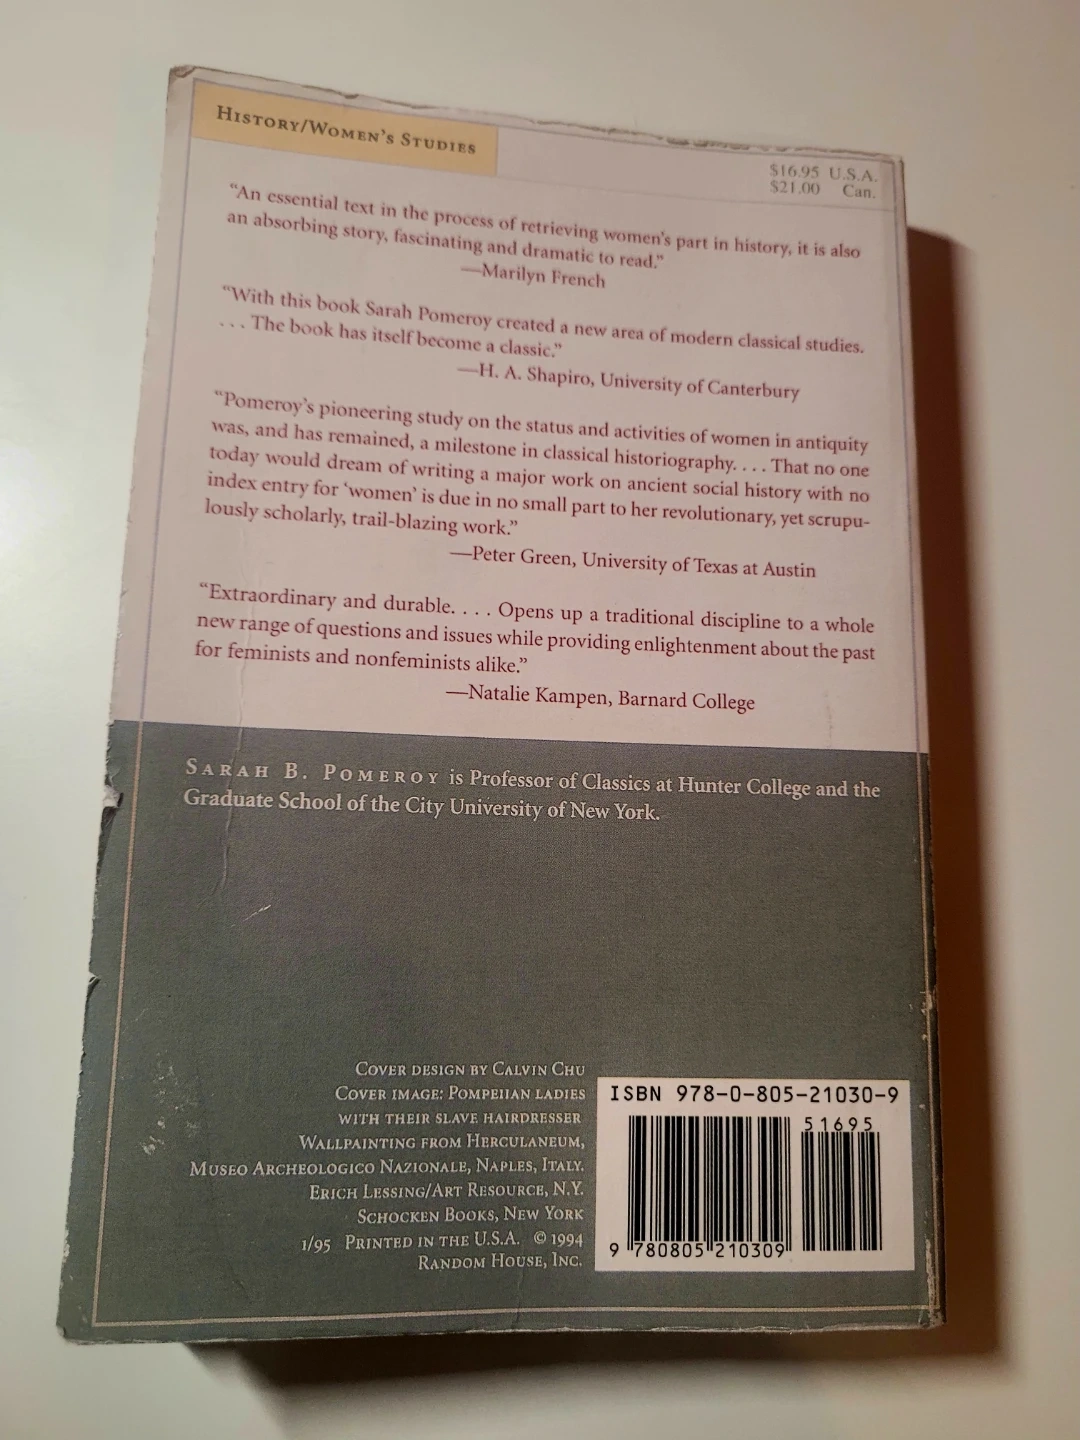 History/Women's Studies
$16.95 U.S.A.
$21.00 Can.
“An essential text in the process of retrieving women's part in history, it is also
an absorbing story, fascinating and dramatic to read.”
—Marilyn French
“With this book Sarah Pomeroy created a new area of modern classical studies.
. . . The book has itself become a classic.”
—H. A. Shapiro, University of Canterbury
“Pomeroy's pioneering study on the status and activities of women in antiquity
was, and has remained, a milestone in classical historiography. . . . That no one
today would dream of writing a major work on ancient social history with no
index entry for ‘women’ is due in no small part to her revolutionary, yet scrupu-
lously scholarly, trail-blazing work.”
—Peter Green, University of Texas at Austin
“Extraordinary and durable. . . . Opens up a traditional discipline to a whole
new range of questions and issues while providing enlightenment about the past
for feminists and nonfeminists alike.”
—Natalie Kampen, Barnard College
Sarah B. Pomeroy is Professor of Classics at Hunter College and the
Graduate School of the City University of New York.
Cover design by Calvin Chu
Cover image: Pompeiian ladies
with their slave hairdresser
Wallpainting from Herculaneum,
Museo Archeologico Nazionale, Naples, Italy.
Erich Lessing/Art Resource, N.Y.
Schocken Books, New York
1/95 Printed in the U.S.A. © 1994
Random House, Inc.
ISBN 978-0-805-21030-9
51695
9 780805 210309